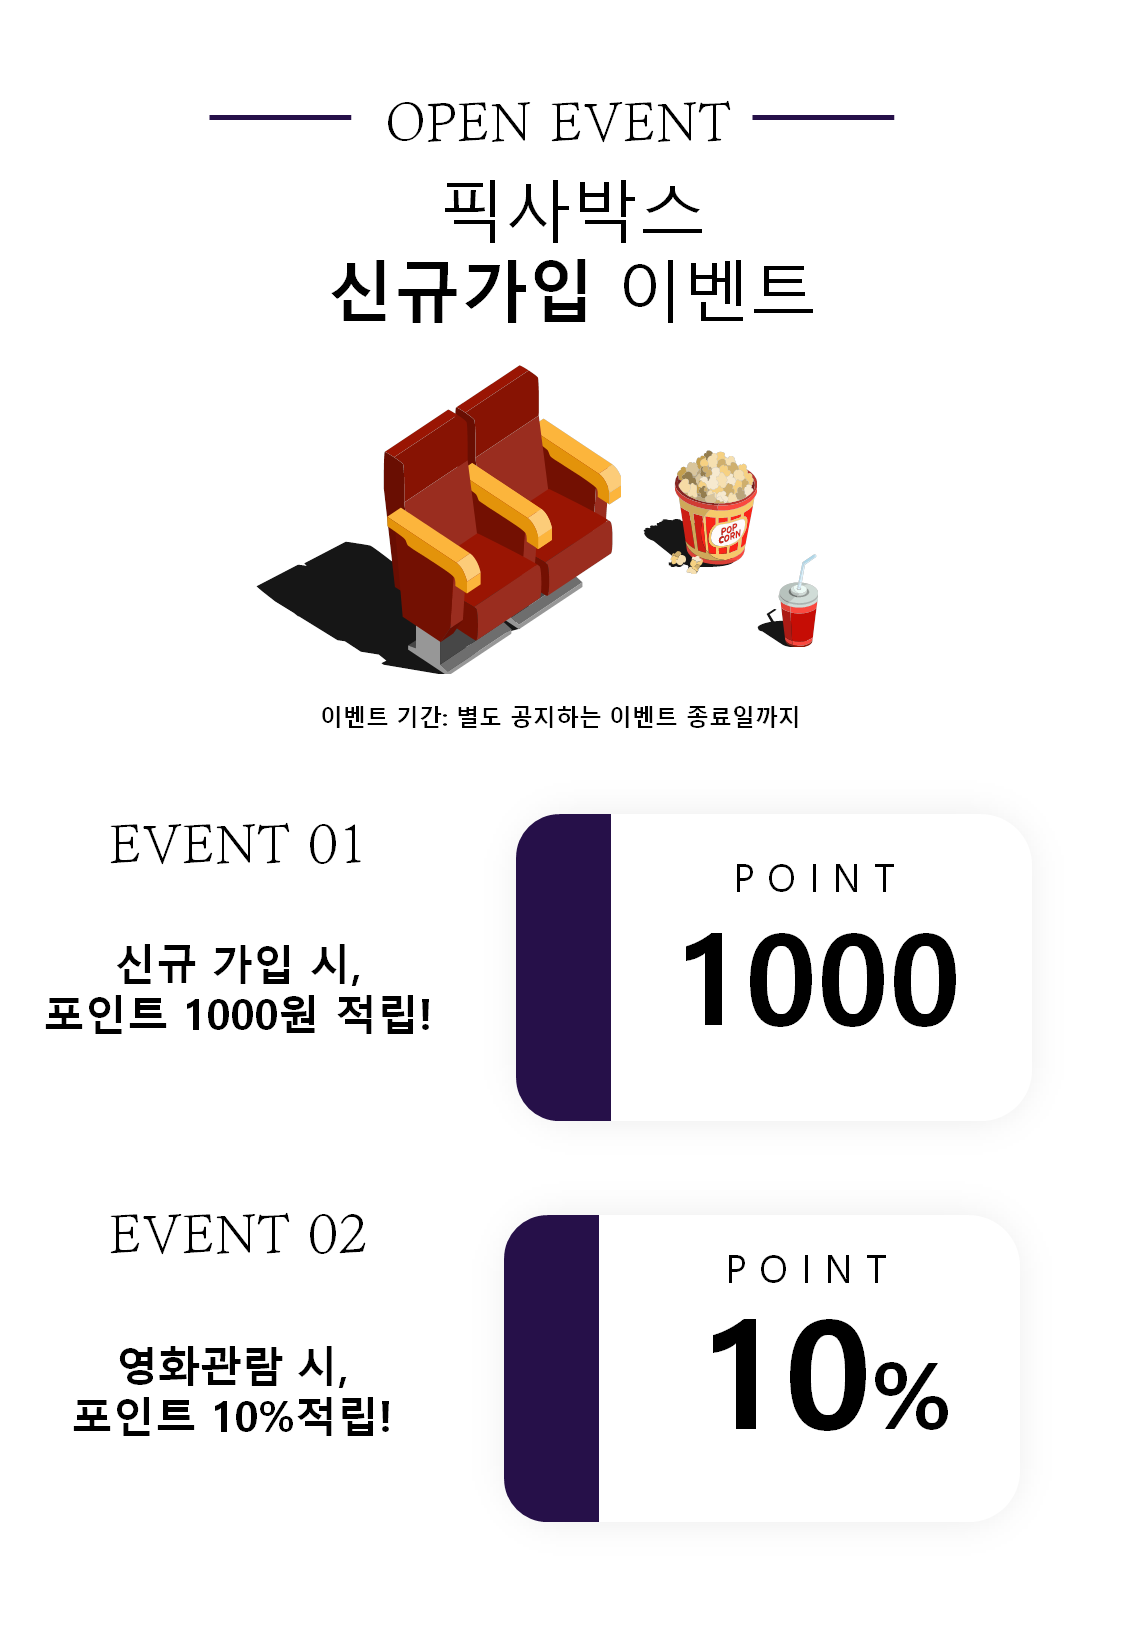 OPEN EVENT
픽사박스
신규가입 이벤트
POP
CORN
이벤트 기간: 별도 공지하는 이벤트 종료일까지
EVENT 01
신규 가입 시,
포인트 1000원 적립!
POINT
1000
EVENT 02
영화관람 시,
포인트 10%적립!
POINT
10%